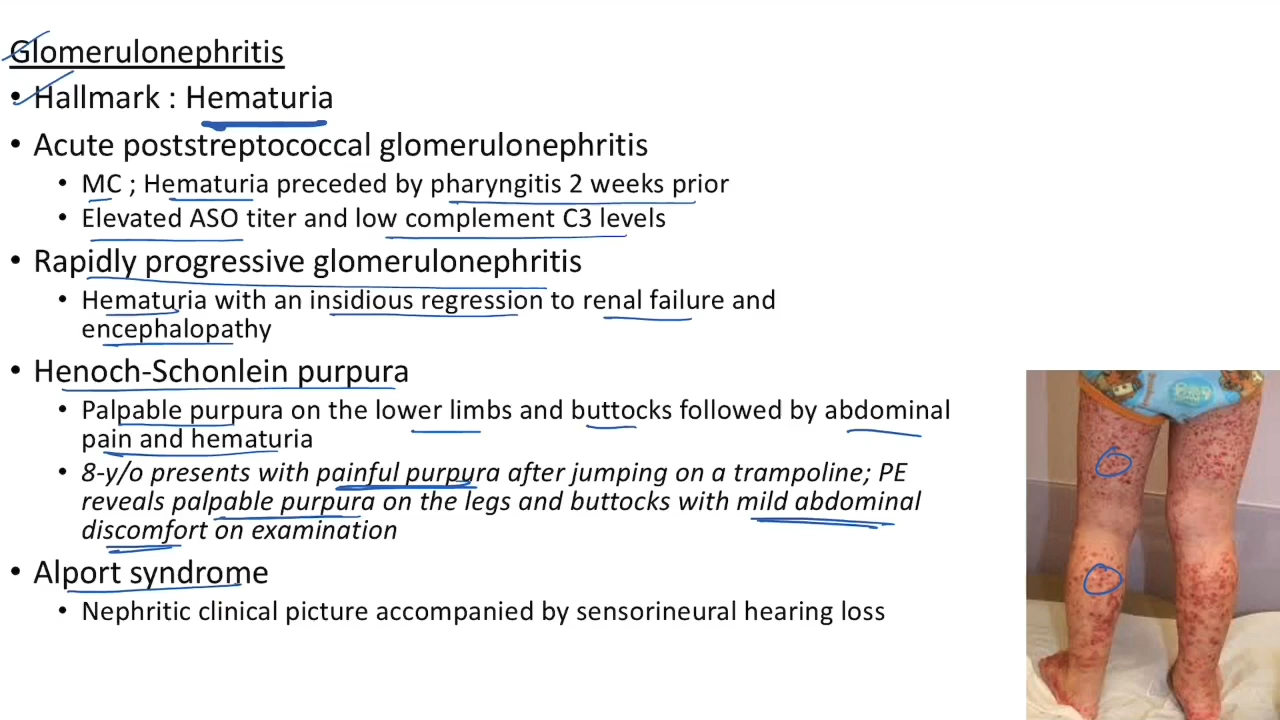 Glomerulonephritis
• Hallmark : Hematuria
• Acute poststreptococcal glomerulonephritis
• MC ; Hematuria preceded by pharyngitis 2 weeks prior
• Elevated ASO titer and low complement C3 levels
• Rapidly progressive glomerulonephritis
• Hematuria with an insidious regression to renal failure and
encephalopathy
• Henoch-Schonlein purpura
• Palpable purpura on the lower limbs and buttocks followed by abdominal
pain and hematuria
• 8-y/o presents with painful purpura after jumping on a trampoline; PE
reveals palpable purpura on the legs and buttocks with mild abdominal
discomfort on examination
• Alport syndrome
• Nephritic clinical picture accompanied by sensorineural hearing loss